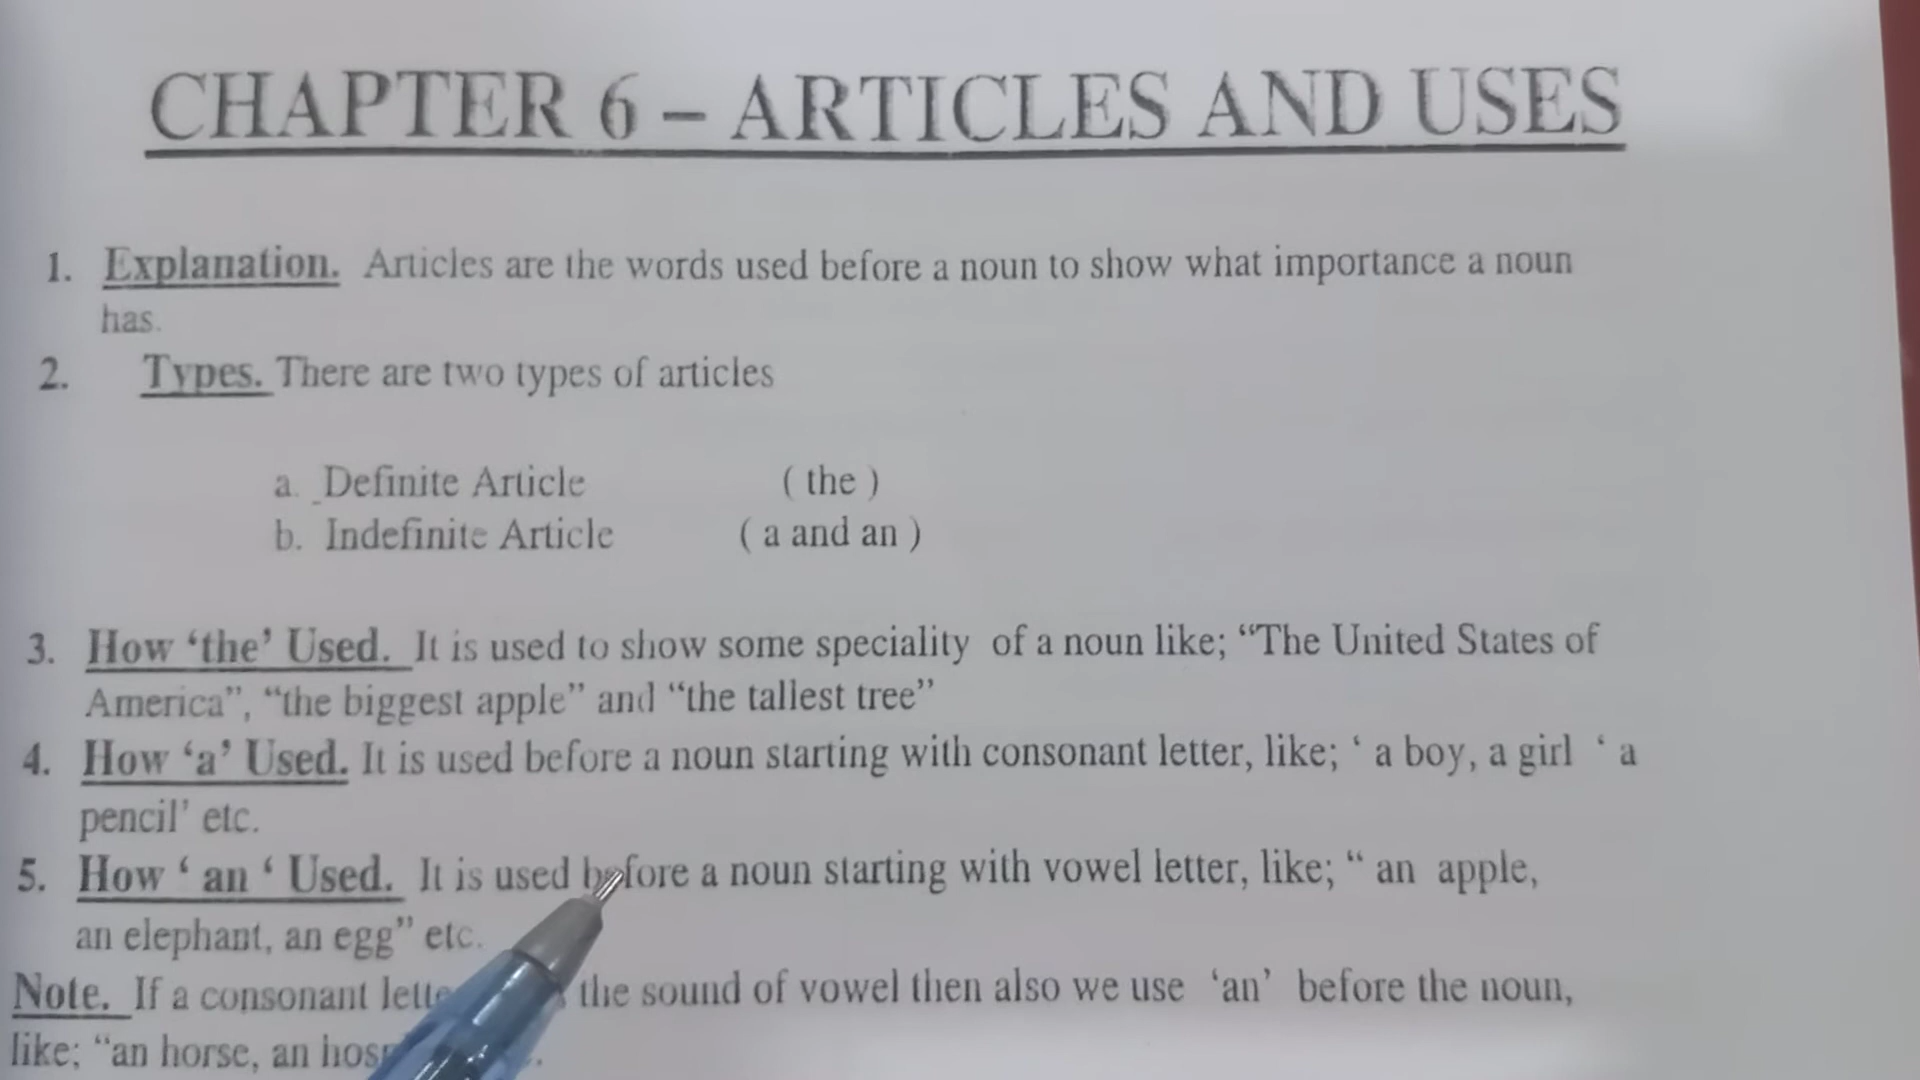 CHAPTER 6 – ARTICLES AND USES
1. Explanation. Articles are the words used before a noun to show what importance a noun
has.
2. Types. There are two types of articles
a. Definite Article ( the )
b. Indefinite Article ( a and an )
3. How ‘the’ Used. It is used to show some speciality of a noun like; “The United States of
America”, “the biggest apple” and “the tallest tree”
4. How ‘a’ Used. It is used before a noun starting with consonant letter, like; ‘ a boy, a girl ‘ a
pencil’ etc.
5. How ‘ an ‘ Used. It is used before a noun starting with vowel letter, like; “ an apple,
an elephant, an egg” etc.
Note. If a consonant the sound of vowel then also we use ‘an’ before the noun,
like; “an horse, an